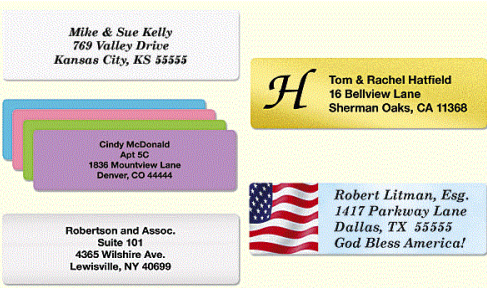 Mike & Sue Kelly
769 Valley Drive
Kansas City, KS 55555
Cindy McDonald
Apt 5C
1836 Mountview Lane
Denver, CO 44444
Robertson and Assoc.
Suite 101
4365 Wilshire Ave.
Lewisville, NY 40699
H
Tom & Rachel Hatfield
16 Bellview Lane
Sherman Oaks, CA 11368
Robert Litman, Esg.
1417 Parkway Lane
Dallas, TX 55555
God Bless America!